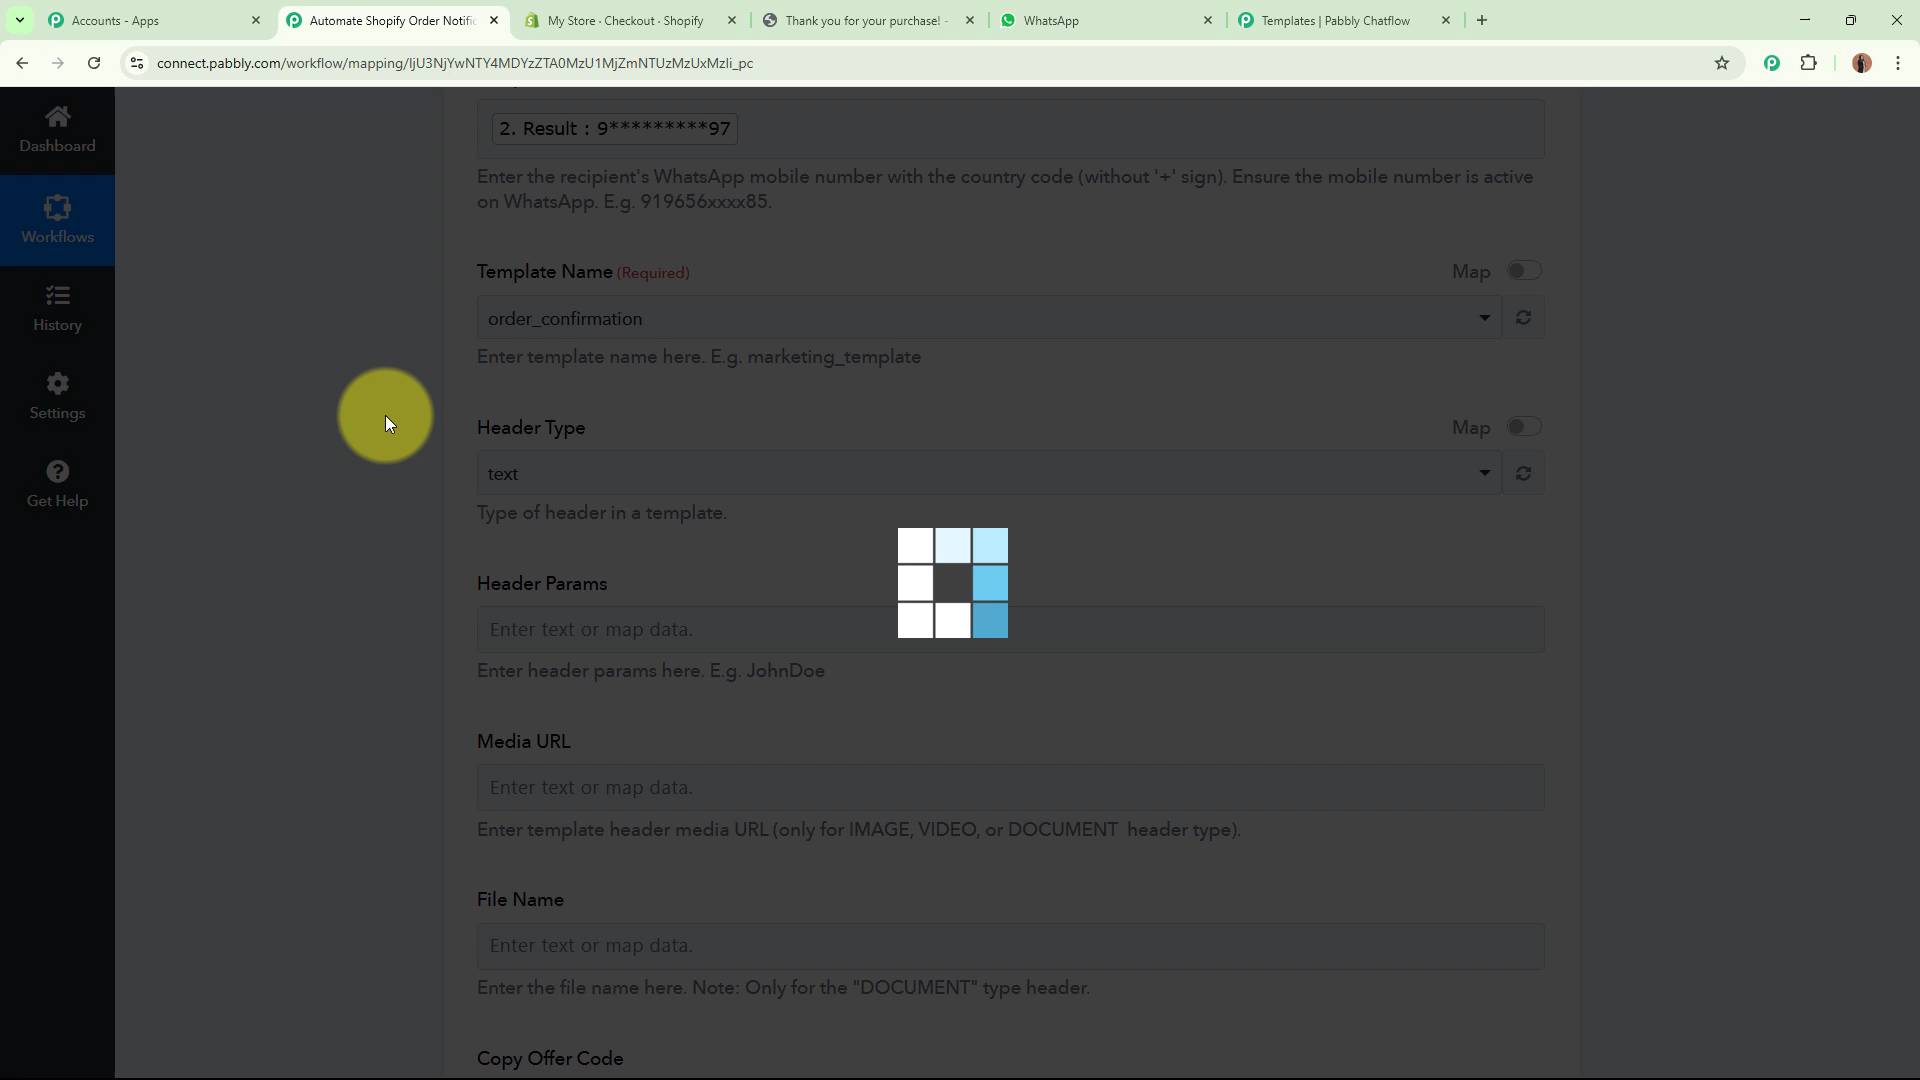 Accounts - Apps
Automate Shopify Order Notific
My Store · Checkout · Shopify
Thank you for your purchase! -
WhatsApp
Templates | Pabbly Chatflow
connect.pabbly.com/workflow/mapping/IjU3NjYwNTY4MDYzZTA0MzU1MjZmNTUzMzUxMzIi_pc
Dashboard
Workflows
History
Settings
Get Help
2. Result : 9*********97
Enter the recipient's WhatsApp mobile number with the country code (without '+' sign). Ensure the mobile number is active
on WhatsApp. E.g. 919656xxxx85.
Template Name (Required)
Map
order_confirmation
Enter template name here. E.g. marketing_template
Header Type
Map
text
Type of header in a template.
Header Params
Enter text or map data.
Enter header params here. E.g. JohnDoe
Media URL
Enter text or map data.
Enter template header media URL (only for IMAGE, VIDEO, or DOCUMENT header type).
File Name
Enter text or map data.
Enter the file name here. Note: Only for the "DOCUMENT" type header.
Copy Offer Code